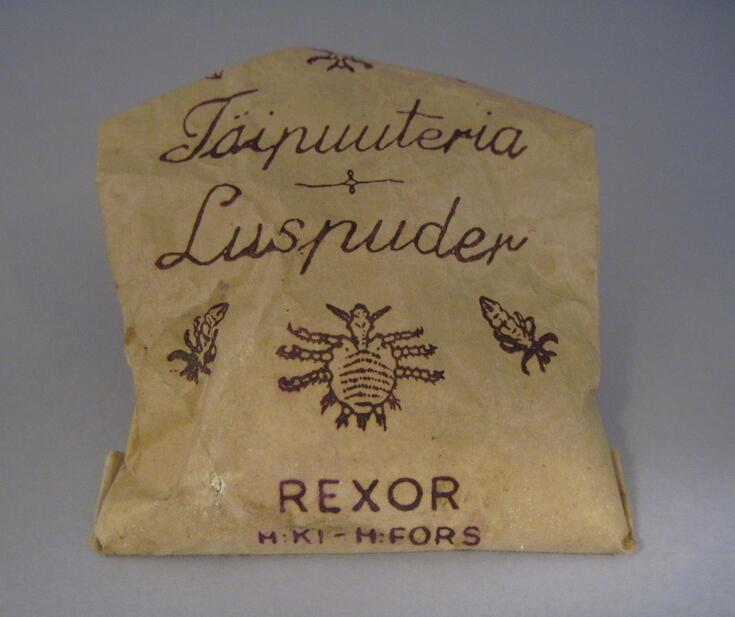 Täipuuteria
Luspuder
REXOR
H:KI - H:FORS